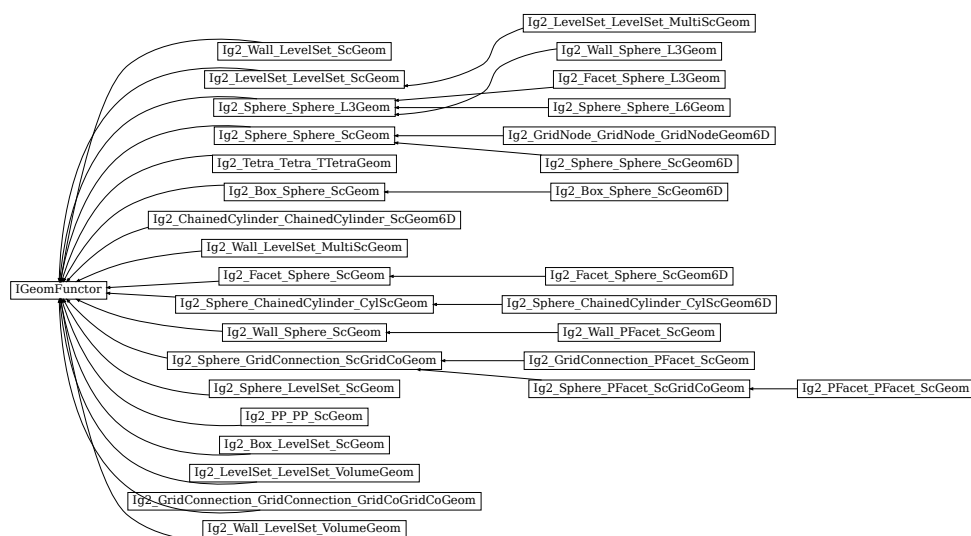 Ig2_LevelSet_LevelSet_MultiScGeom
Ig2_Wall_LevelSet_ScGeom
Ig2_Wall_Sphere_L3Geom
Ig2_LevelSet_LevelSet_ScGeom
Ig2_Facet_Sphere_L3Geom
Ig2_Sphere_Sphere_L3Geom
Ig2_Sphere_Sphere_L6Geom
Ig2_Sphere_Sphere_ScGeom
Ig2_GridNode_GridNode_GridNodeGeom6D
Ig2_Tetra_Tetra_TTetraGeom
Ig2_Sphere_Sphere_ScGeom6D
Ig2_Box_Sphere_ScGeom
Ig2_Box_Sphere_ScGeom6D
Ig2_ChainedCylinder_ChainedCylinder_ScGeom6D
Ig2_Wall_LevelSet_MultiScGeom
Ig2_Facet_Sphere_ScGeom
Ig2_Facet_Sphere_ScGeom6D
IGeomFunctor
Ig2_Sphere_ChainedCylinder_CylScGeom
Ig2_Sphere_ChainedCylinder_CylScGeom6D
Ig2_Wall_Sphere_ScGeom
Ig2_Wall_PFacet_ScGeom
Ig2_Sphere_GridConnection_ScGridCoGeom
Ig2_GridConnection_PFacet_ScGeom
Ig2_Sphere_LevelSet_ScGeom
Ig2_Sphere_PFacet_ScGridCoGeom
Ig2_PFacet_PFacet_ScGeom
Ig2_PP_PP_ScGeom
Ig2_Box_LevelSet_ScGeom
Ig2_LevelSet_LevelSet_VolumeGeom
Ig2_GridConnection_GridConnection_GridCoGridCoGeom
Ig2_Wall_LevelSet_VolumeGeom